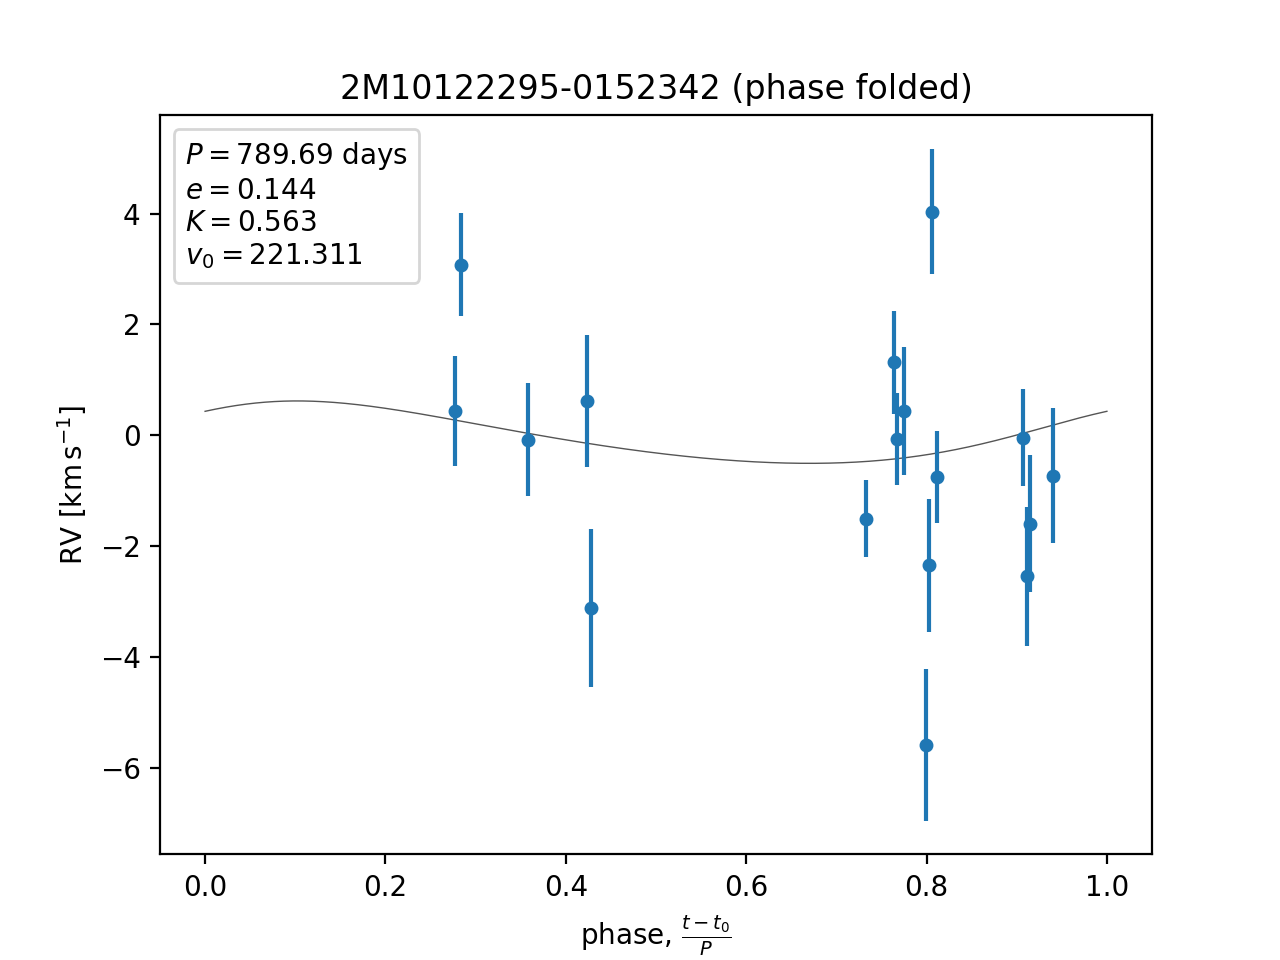 2M10122295-0152342 (phase folded)
P = 789.69 days
e = 0.144
K = 0.563
v₀ = 221.311
4
2
0
−2
−4
−6
RV [km s⁻¹]
0.0 0.2 0.4 0.6 0.8 1.0
phase, (t − t₀)/P